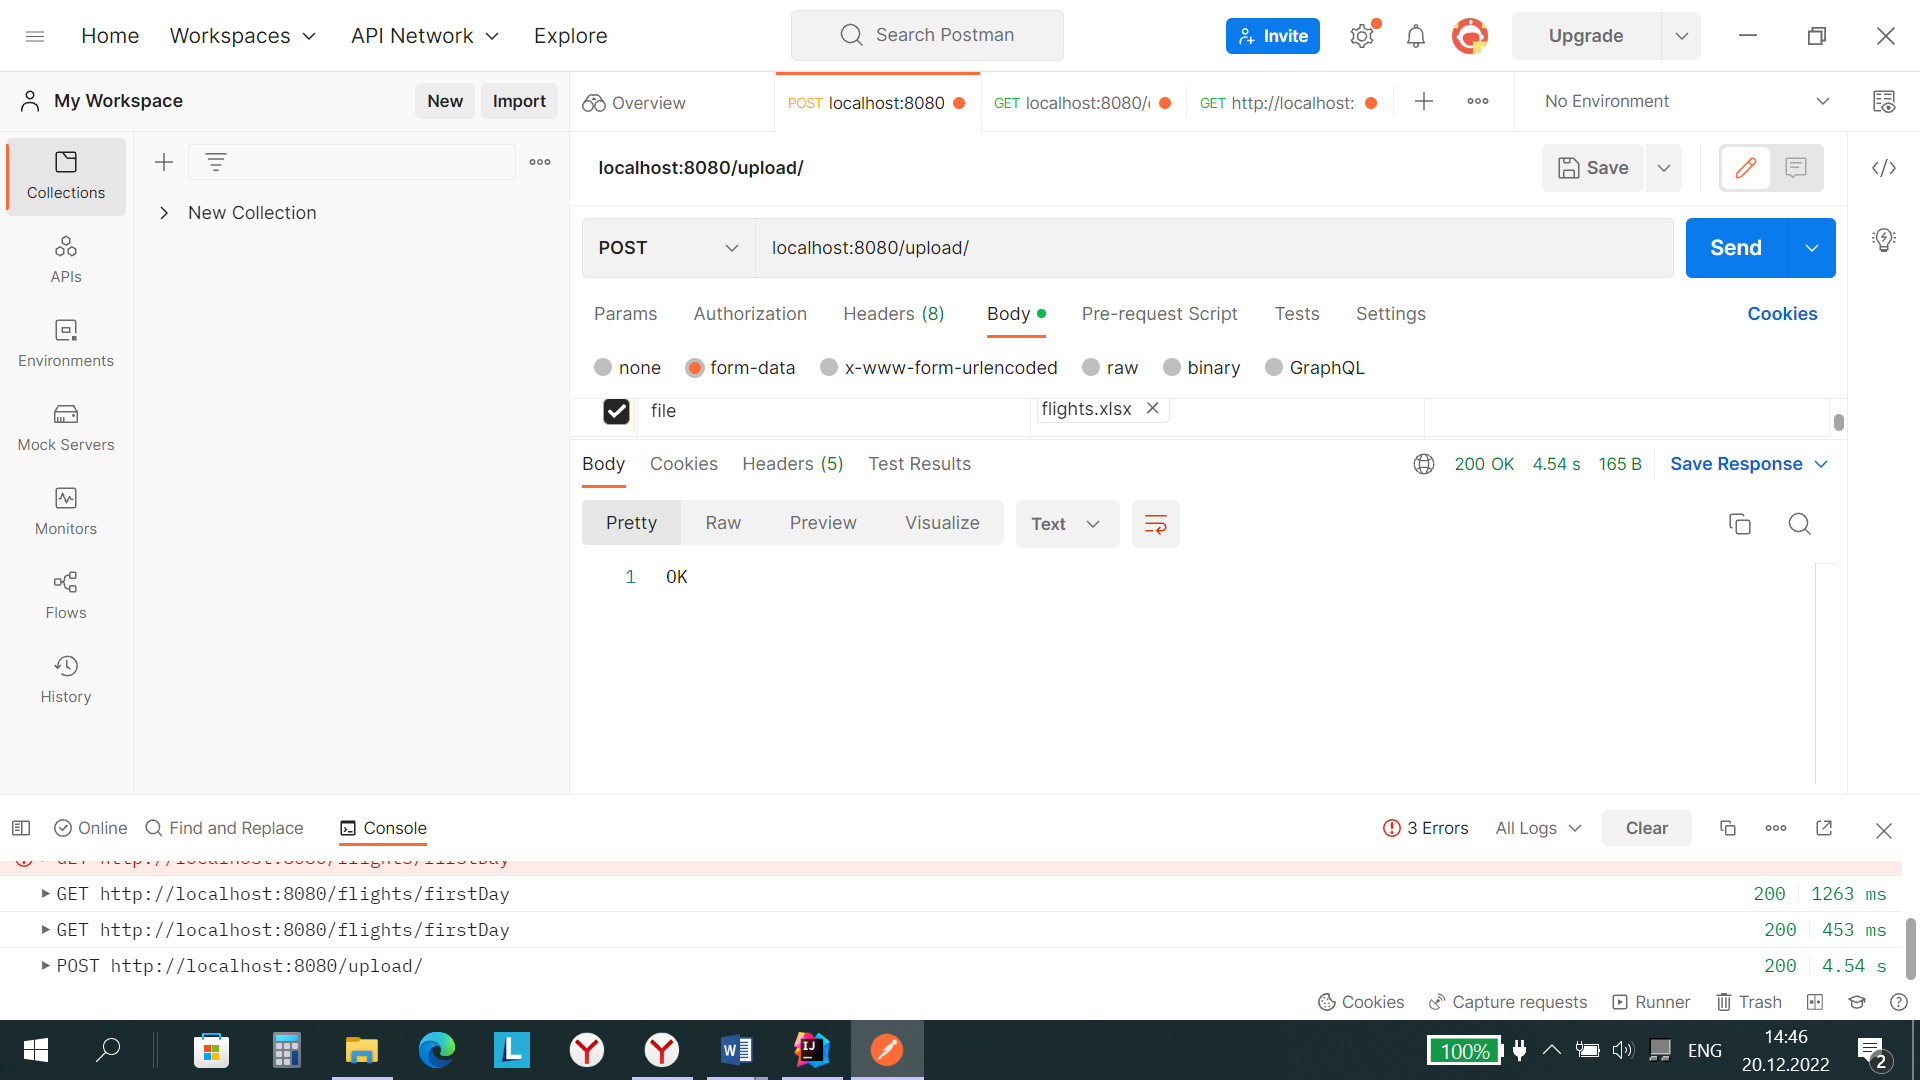 Home Workspaces API Network Explore Search Postman Invite Upgrade
My Workspace New Import Overview POST localhost:8080 GET localhost:8080/ GET http://localhost: No Environment
Collections
New Collection
APIs
Environments
Mock Servers
Monitors
Flows
History
localhost:8080/upload/ Save
POST localhost:8080/upload/ Send
Params Authorization Headers (8) Body Pre-request Script Tests Settings Cookies
none form-data x-www-form-urlencoded raw binary GraphQL
file flights.xlsx
Body Cookies Headers (5) Test Results 200 OK 4.54 s 165 B Save Response
Pretty Raw Preview Visualize Text
1 OK
Online Find and Replace Console 3 Errors All Logs Clear
GET http://localhost:8080/flights/firstDay
GET http://localhost:8080/flights/firstDay 200 1263 ms
GET http://localhost:8080/flights/firstDay 200 453 ms
POST http://localhost:8080/upload/ 200 4.54 s
Cookies Capture requests Runner Trash
100% ENG 14:46
20.12.2022 2